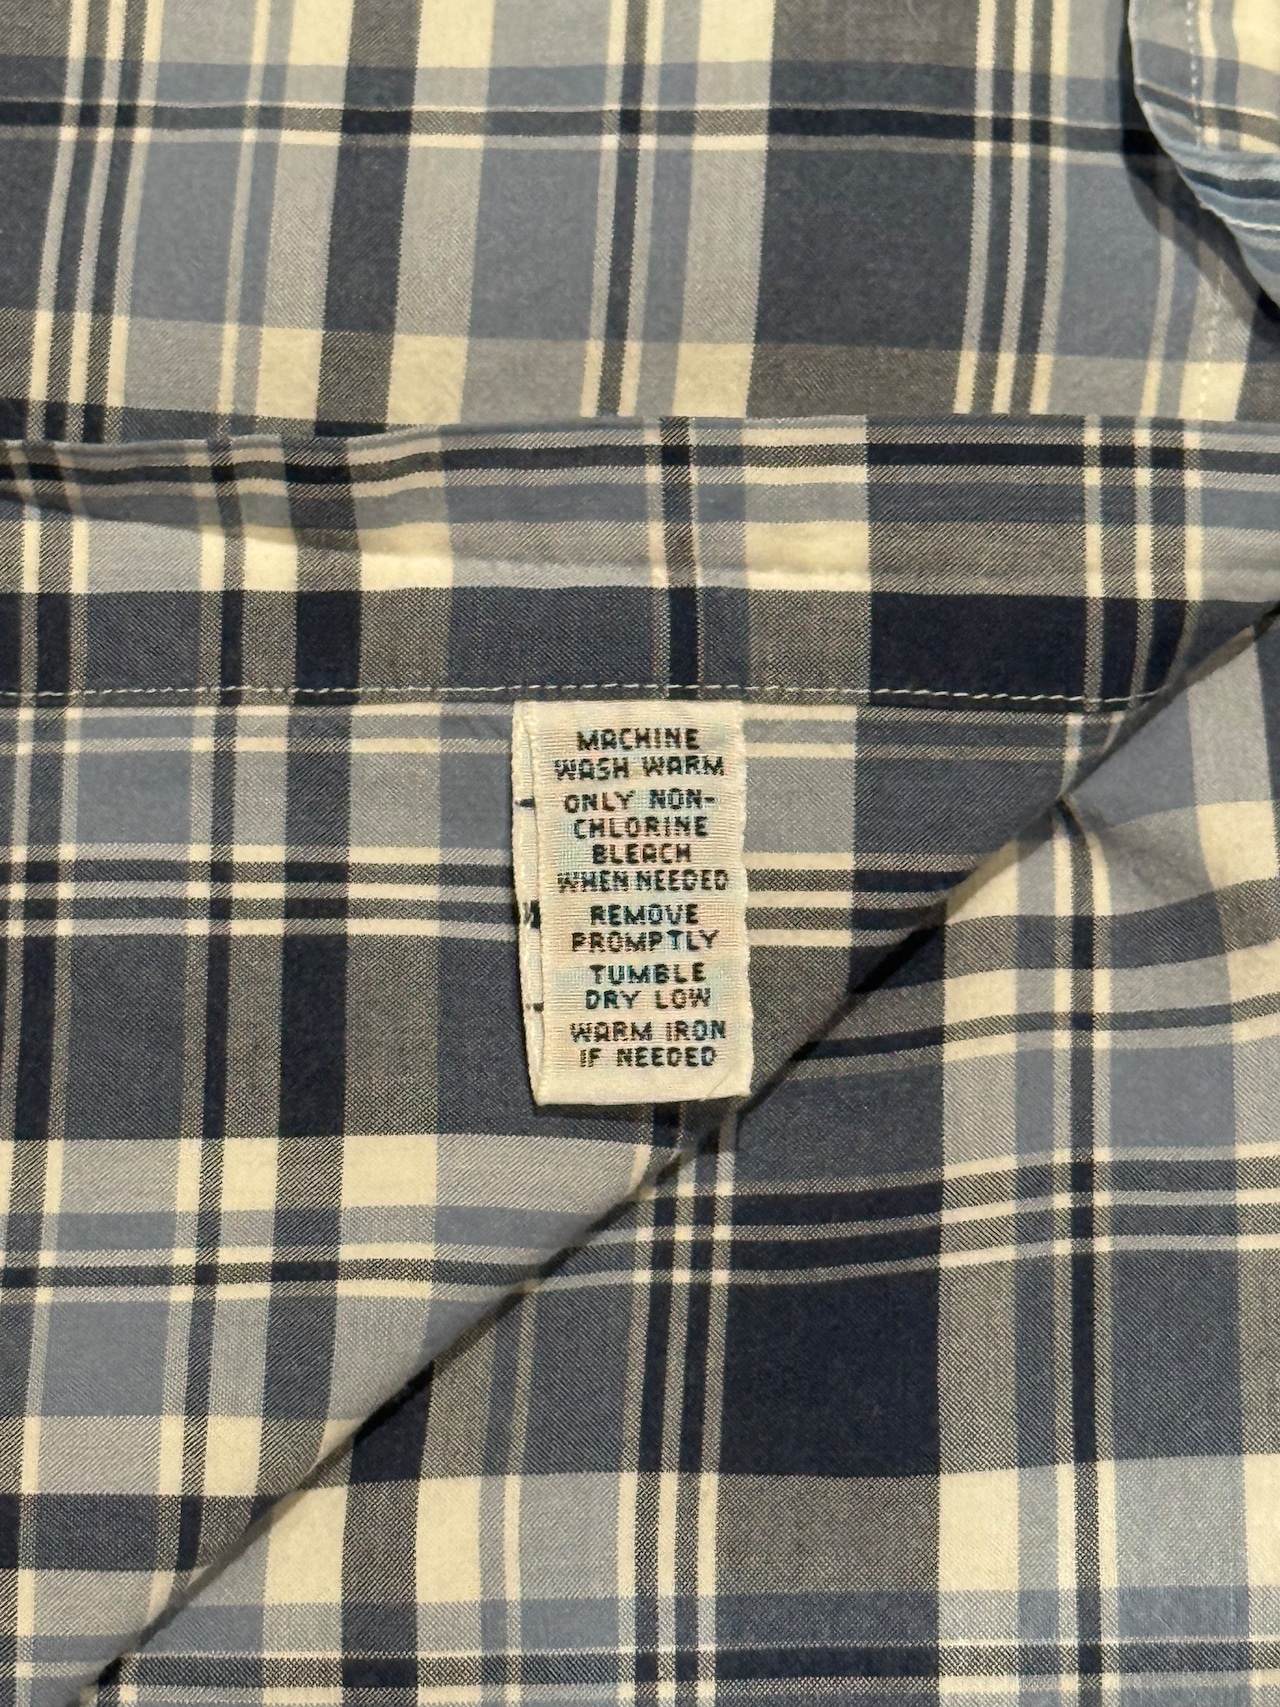 MACHINE
WASH WARM
ONLY NON-
CHLORINE
BLEACH
WHEN NEEDED
REMOVE
PROMPTLY
TUMBLE
DRY LOW
WARM IRON
IF NEEDED